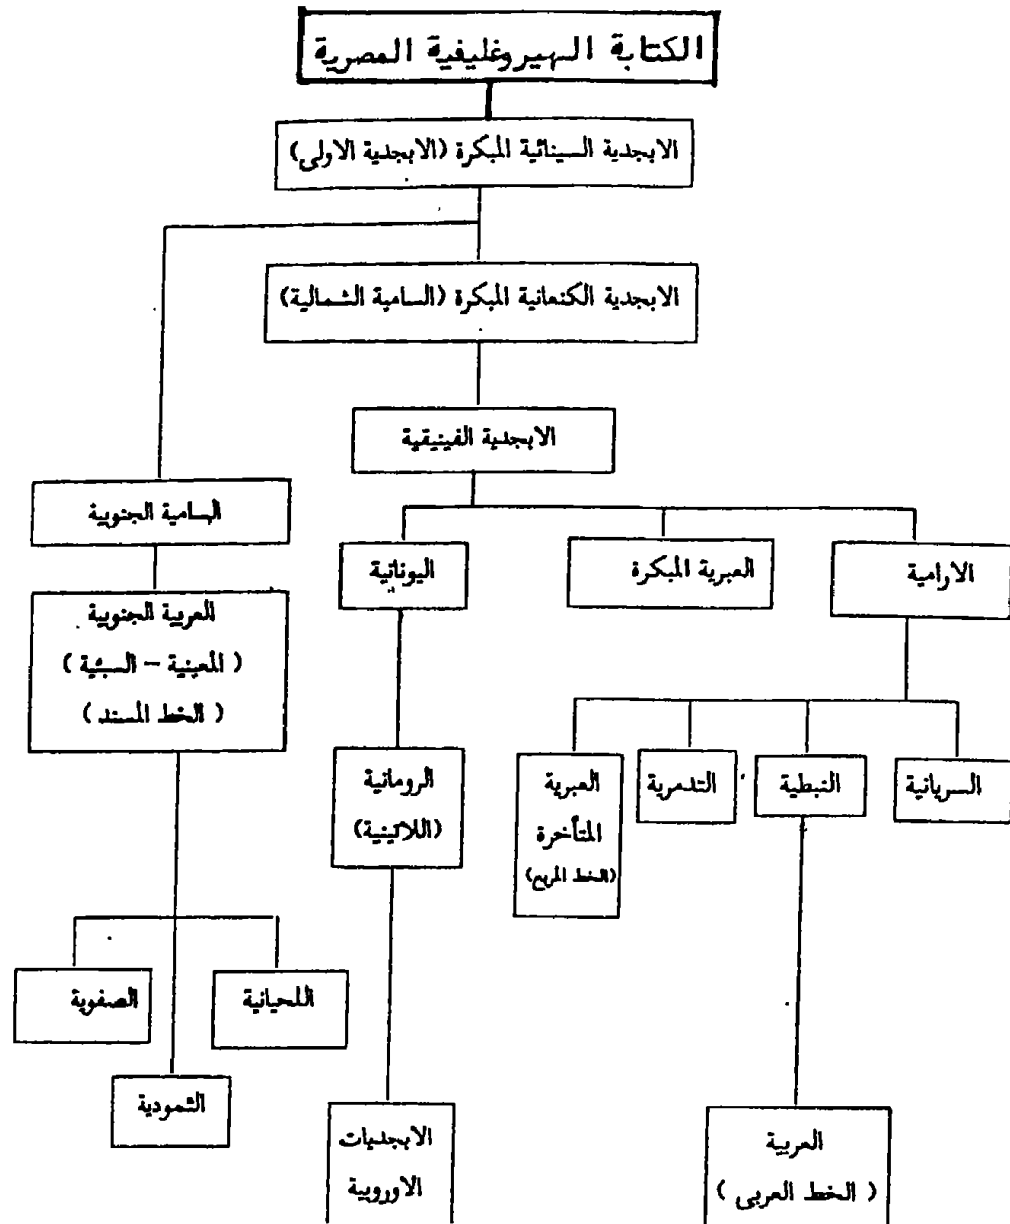 الكتابة الهيروغليفية المصرية
الابجدية السينائية المبكرة (الابجدية الاولى)
الابجدية الكنعانية المبكرة (السامية الشمالية)
الابجدية الفينيقية
السامية الجنوبية
اليونانية
العبرية المبكرة
الارامية
العربية الجنوبية
( المعينية – السبئية )
( الخط المسند )
الرومانية
(اللاتينية)
العبرية
المتأخرة
(الخط المربع)
التدمرية
النبطية
السريانية
الصفوية
اللحيانية
الثمودية
الابجديات
الاوروبية
العربية
( الخط العربى )